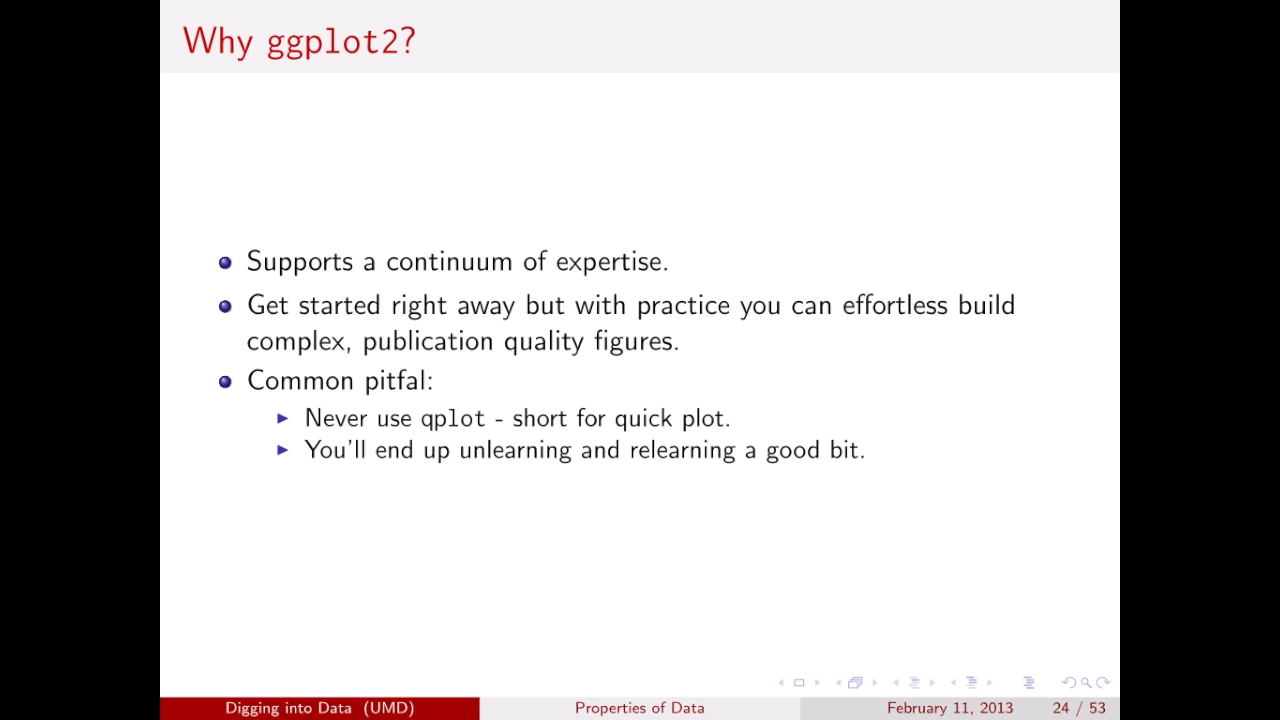 Why ggplot2?
Supports a continuum of expertise.
Get started right away but with practice you can effortless build
complex, publication quality figures.
Common pitfal:
Never use qplot - short for quick plot.
You'll end up unlearning and relearning a good bit.
Digging into Data (UMD)
Properties of Data
February 11, 2013
24 / 53